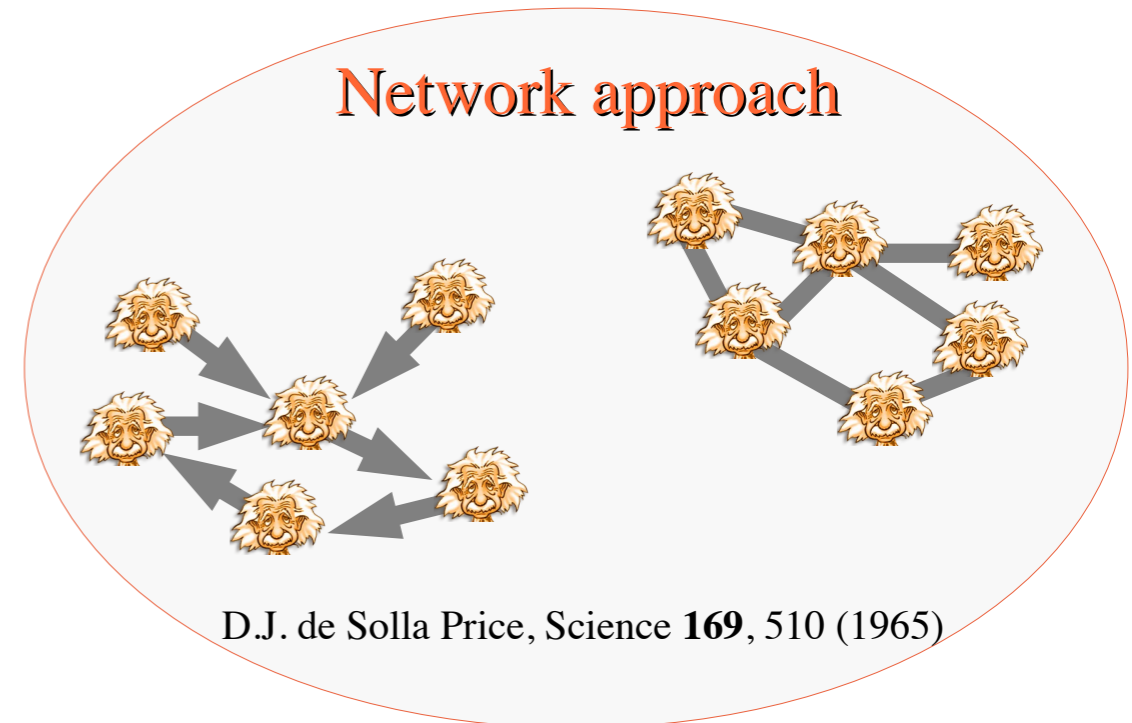 Network approach
D.J. de Solla Price, Science 169, 510 (1965)